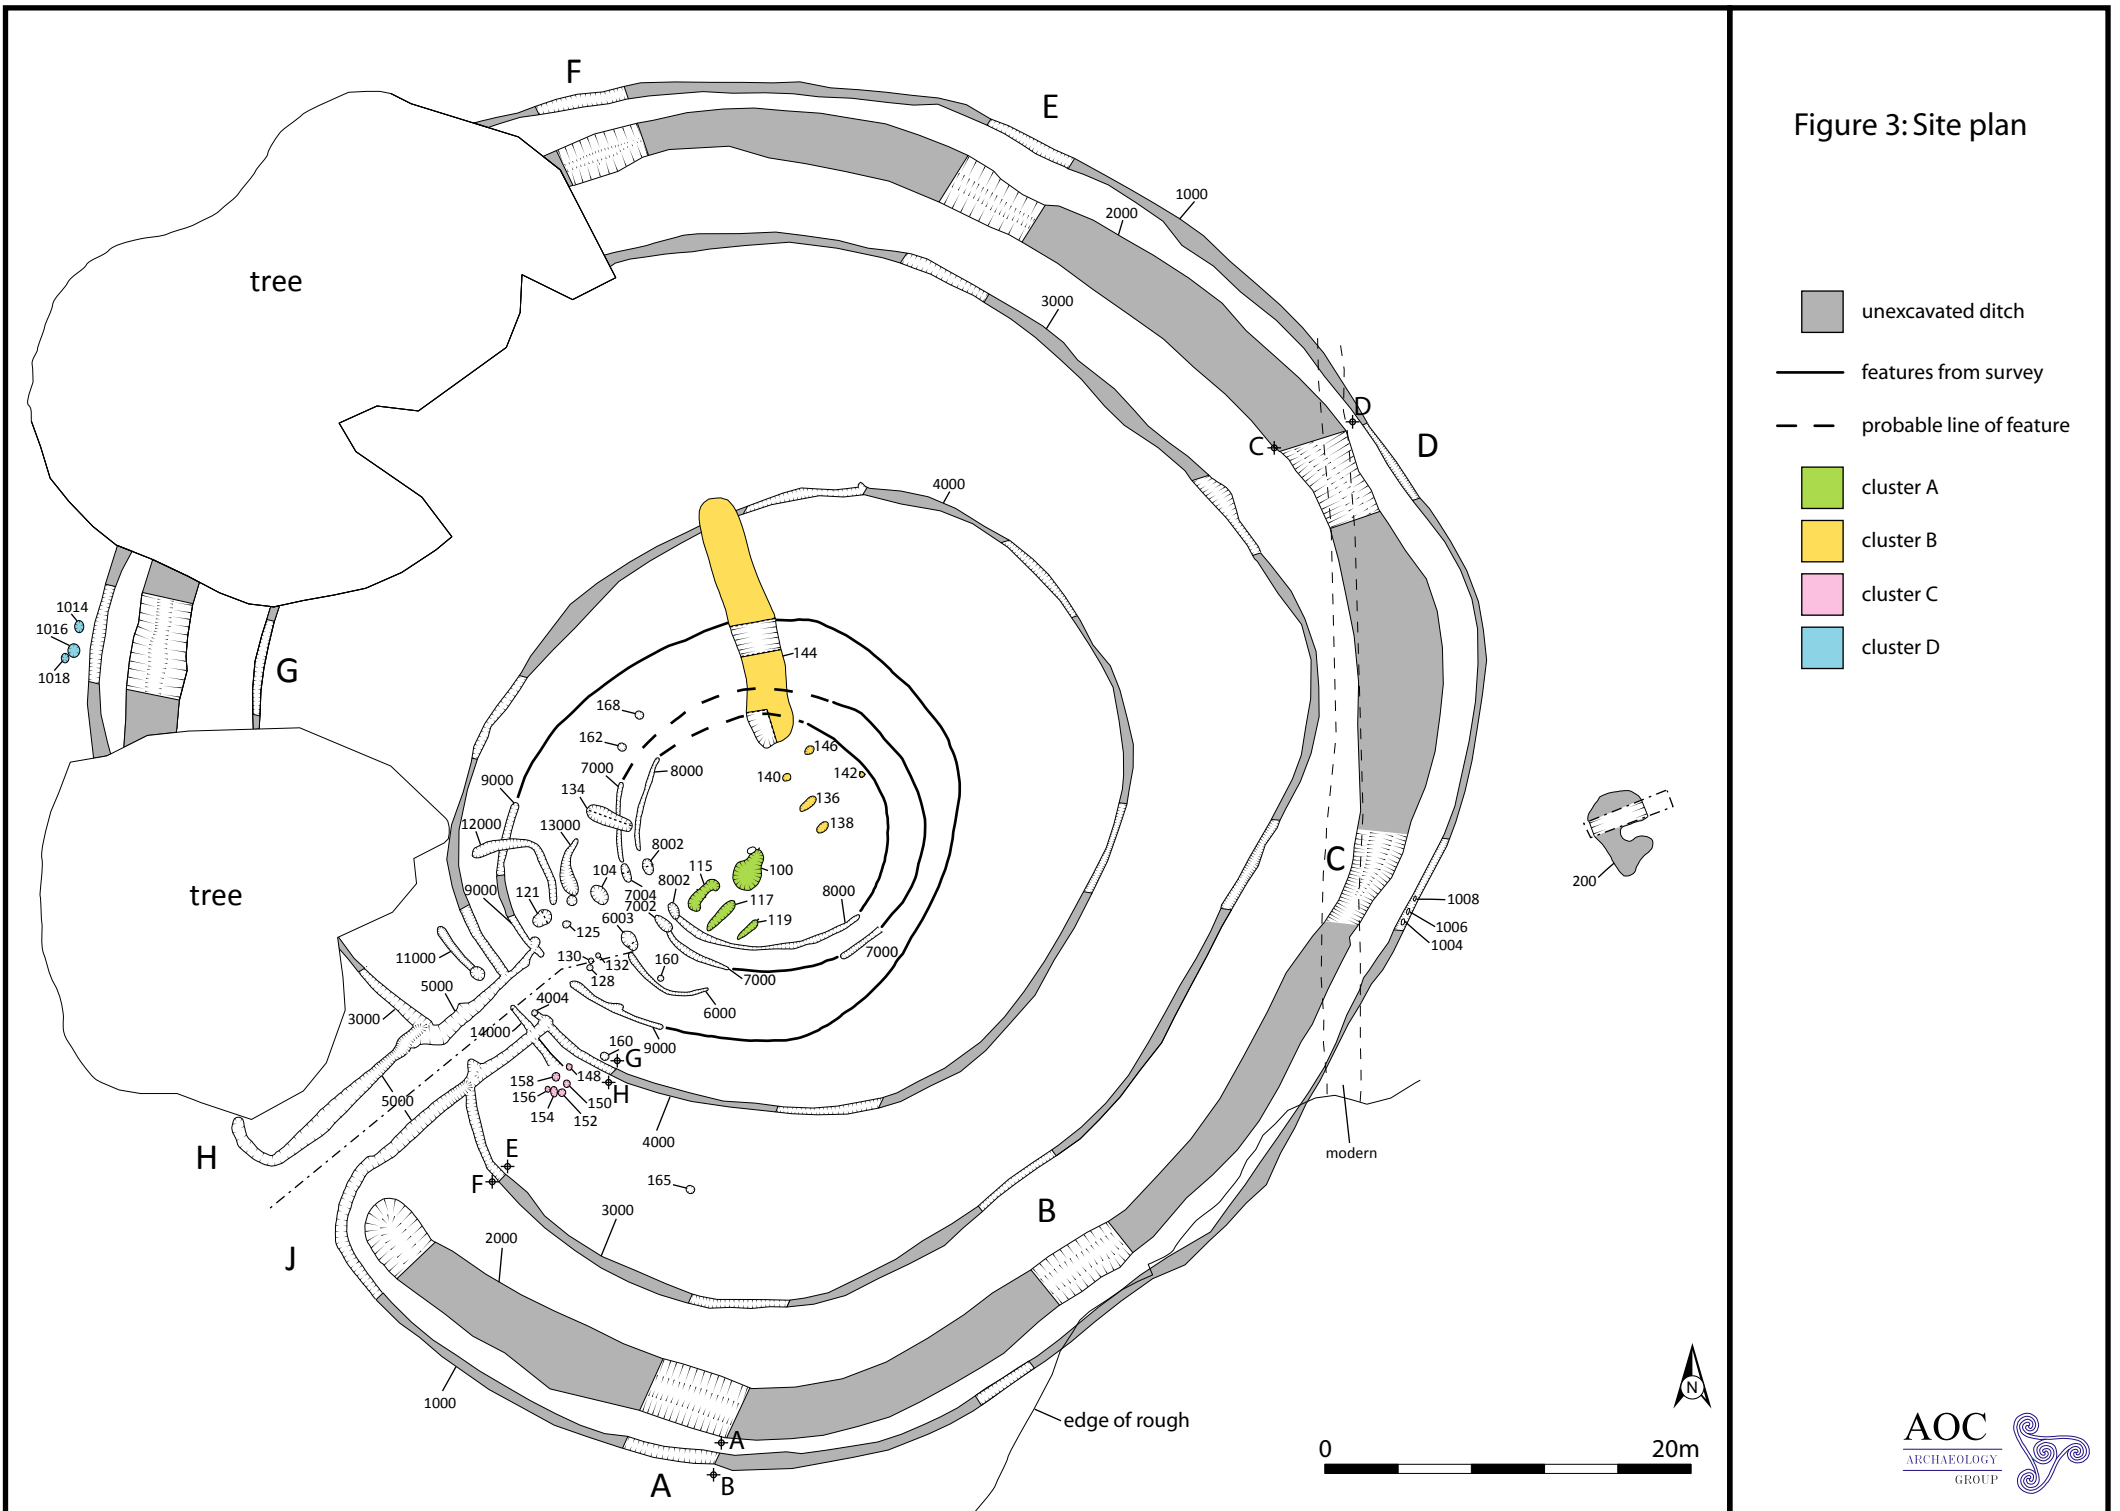 F
E
Figure 3: Site plan
1000
2000
tree
3000
unexcavated ditch
features from survey
D
probable line of feature
C
D
4000
cluster A
cluster B
cluster C
cluster D
1014
1016
1018
G
144
168
162
146
7000
8000
140
142
9000
134
136
12000
13000
138
8002
C
104
115
100
200
9000
121
7004
8002
8000
1008
7002
117
6003
119
1006
125
1004
11000
130
132
160
7000
7000
128
5000
4004
6000
3000
14000
160
9000
G
158
148
5000
156
150
H
154
152
4000
modern
H
E
F
165
B
3000
2000
J
1000
edge of rough
N
A
A
B
0 20m
AOC
ARCHAEOLOGY
GROUP